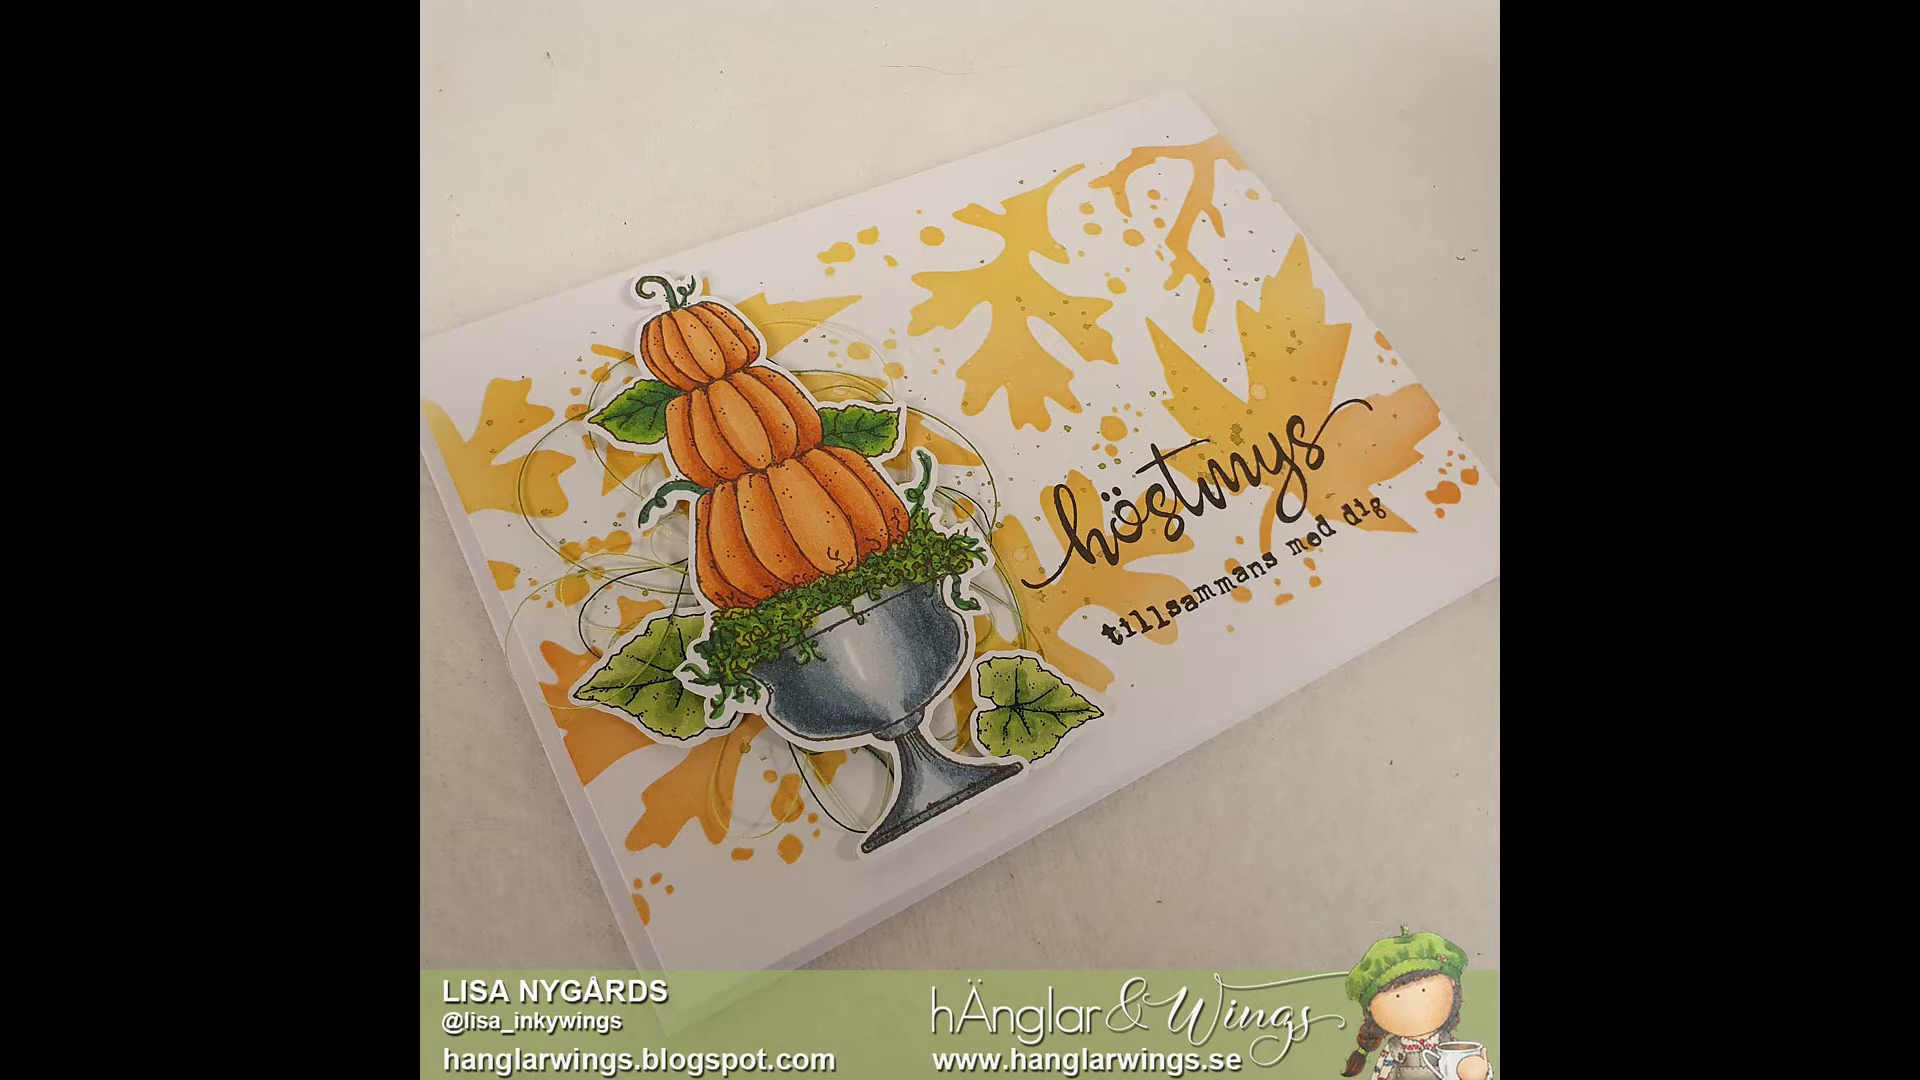 höstmys
tillsammans med dig
LISA NYGÅRDS
@lisa_inkywings
hanglarwings.blogspot.com
hÄnglar & Wings
www.hanglarwings.se